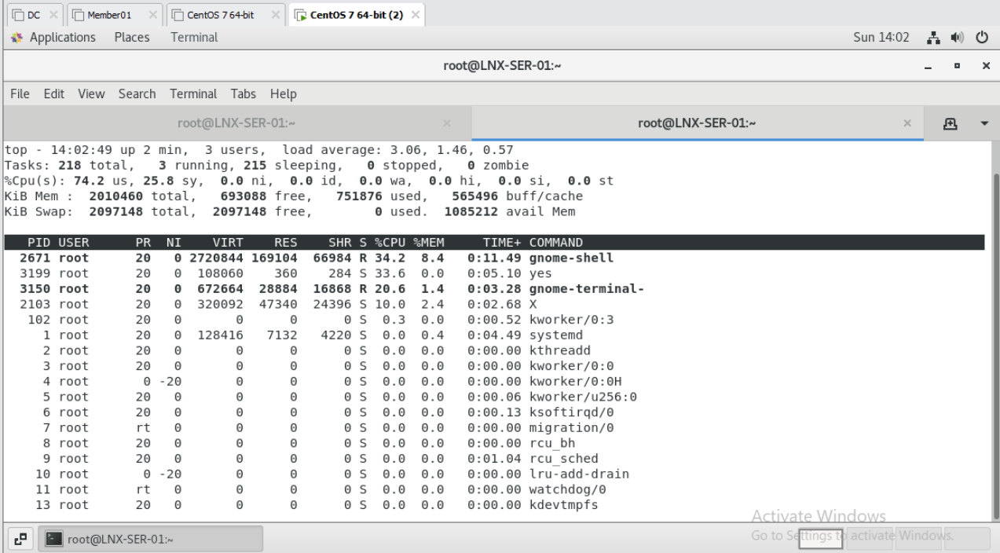 DC Member01 CentOS 7 64-bit CentOS 7 64-bit (2)
Applications Places Terminal Sun 14:02
root@LNX-SER-01:~
File Edit View Search Terminal Tabs Help
root@LNX-SER-01:~ root@LNX-SER-01:~
top - 14:02:49 up 2 min,  3 users,  load average: 3.06, 1.46, 0.57
Tasks: 218 total,   3 running, 215 sleeping,   0 stopped,   0 zombie
%Cpu(s): 74.2 us, 25.8 sy,  0.0 ni,  0.0 id,  0.0 wa,  0.0 hi,  0.0 si,  0.0 st
KiB Mem :  2010460 total,   693088 free,   751876 used,   565496 buff/cache
KiB Swap:  2097148 total,  2097148 free,        0 used.  1085212 avail Mem
PID USER      PR  NI    VIRT    RES    SHR S %CPU %MEM     TIME+ COMMAND
2671 root      20   0 2720844 169104  66984 R 34.2  8.4   0:11.49 gnome-shell
3199 root      20   0  108060    360    284 S 33.6  0.0   0:05.10 yes
3150 root      20   0  672664  28884  16868 R 20.6  1.4   0:03.28 gnome-terminal-
2103 root      20   0  320092  47340  24396 S 10.0  2.4   0:02.68 X
102 root      20   0       0      0      0 S  0.3  0.0   0:00.52 kworker/0:3
1 root      20   0  128416   7132   4220 S  0.0  0.4   0:04.49 systemd
2 root      20   0       0      0      0 S  0.0  0.0   0:00.00 kthreadd
3 root      20   0       0      0      0 S  0.0  0.0   0:00.00 kworker/0:0
4 root       0 -20       0      0      0 S  0.0  0.0   0:00.00 kworker/0:0H
5 root      20   0       0      0      0 S  0.0  0.0   0:00.06 kworker/u256:0
6 root      20   0       0      0      0 S  0.0  0.0   0:00.13 ksoftirqd/0
7 root      rt   0       0      0      0 S  0.0  0.0   0:00.00 migration/0
8 root      20   0       0      0      0 S  0.0  0.0   0:00.00 rcu_bh
9 root      20   0       0      0      0 S  0.0  0.0   0:01.04 rcu_sched
10 root       0 -20       0      0      0 S  0.0  0.0   0:00.00 lru-add-drain
11 root      rt   0       0      0      0 S  0.0  0.0   0:00.00 watchdog/0
13 root      20   0       0      0      0 S  0.0  0.0   0:00.00 kdevtmpfs
Activate Windows
Go to Settings to activate Windows.
root@LNX-SER-01:~